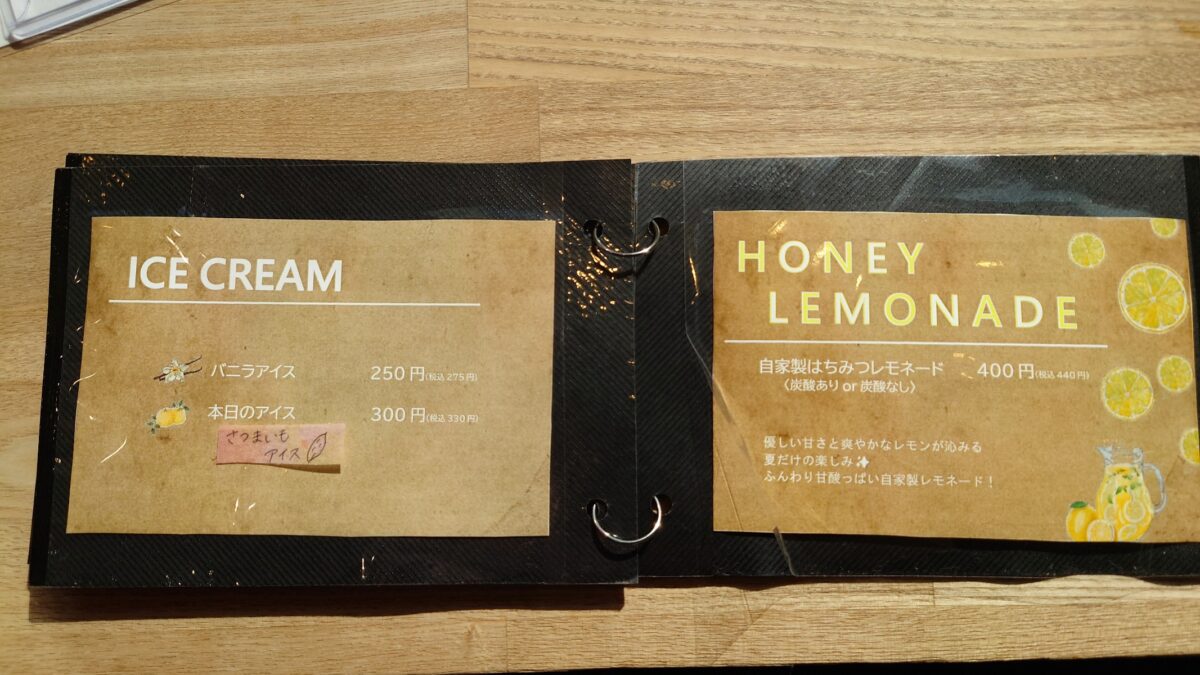 ICE CREAM
バニラアイス 250円(税込275円)
本日のアイス 300円(税込330円)
さつまいも
アイス
HONEY
LEMONADE
自家製はちみつレモネード 400円(税込440円)
〈炭酸あり or 炭酸なし〉
優しい甘さと爽やかなレモンが沁みる
夏だけの楽しみ✨
ふんわり甘酸っぱい自家製レモネード！